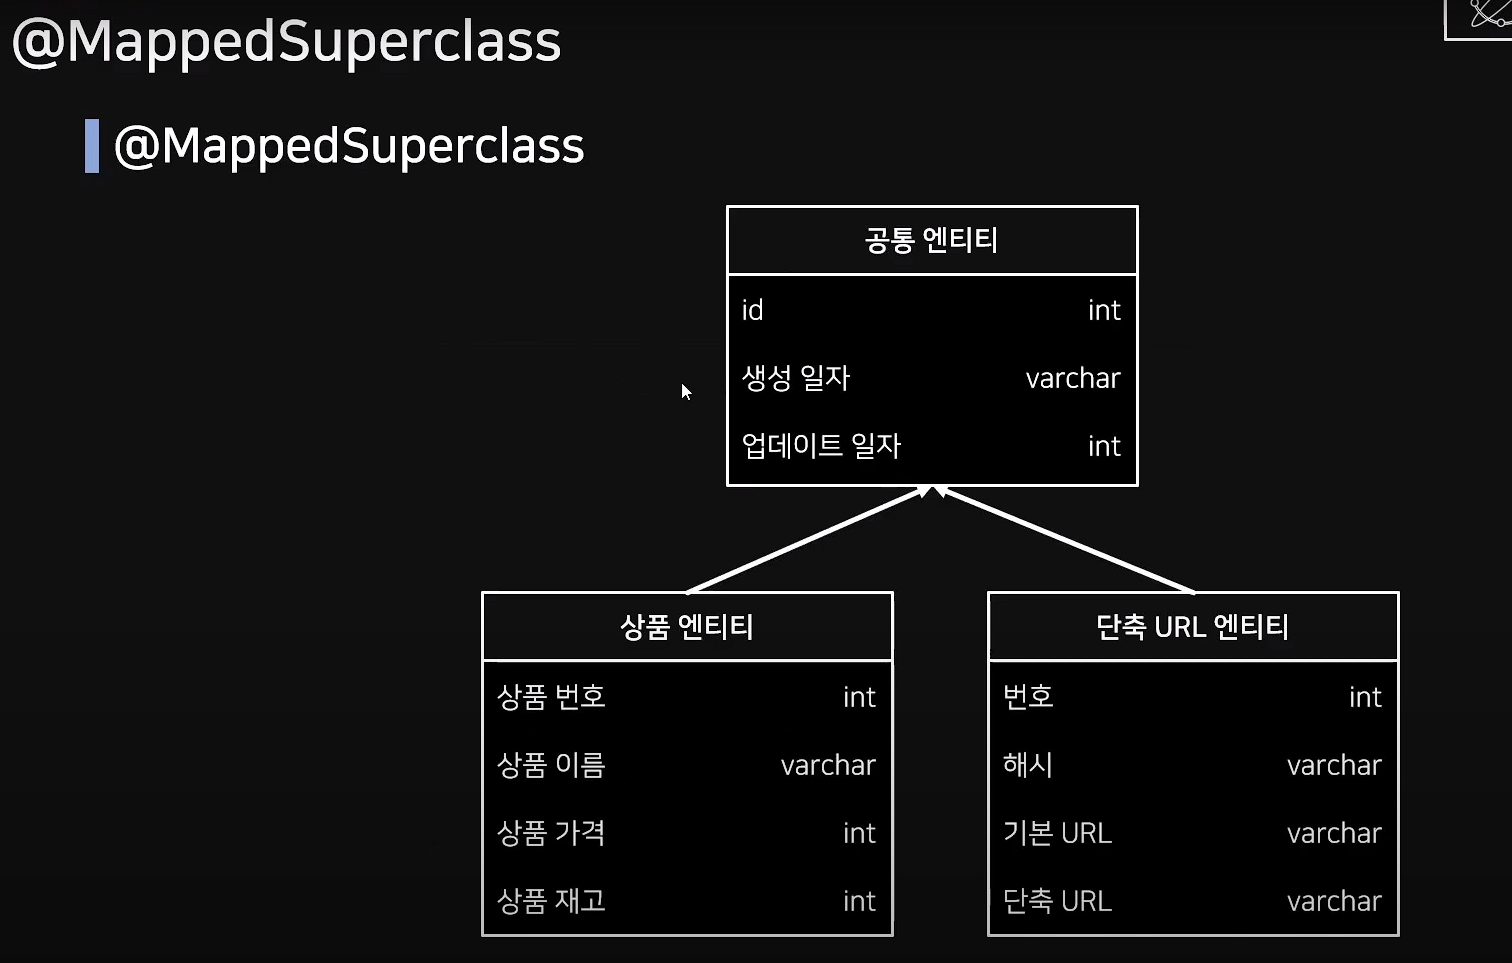 @MappedSuperclass
@MappedSuperclass
공통 엔티티
id int
생성 일자 varchar
업데이트 일자 int
상품 엔티티
상품 번호 int
상품 이름 varchar
상품 가격 int
상품 재고 int
단축 URL 엔티티
번호 int
해시 varchar
기본 URL varchar
단축 URL varchar